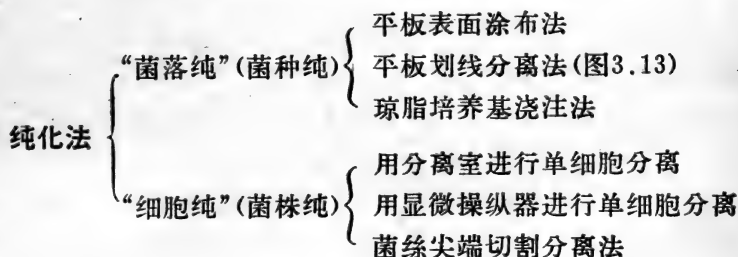 平板表面涂布法
“菌落纯”(菌种纯)
平板划线分离法(图3.13)
琼脂培养基浇注法
纯化法
用分离室进行单细胞分离
“细胞纯”(菌株纯)
用显微操纵器进行单细胞分离
菌丝尖端切割分离法